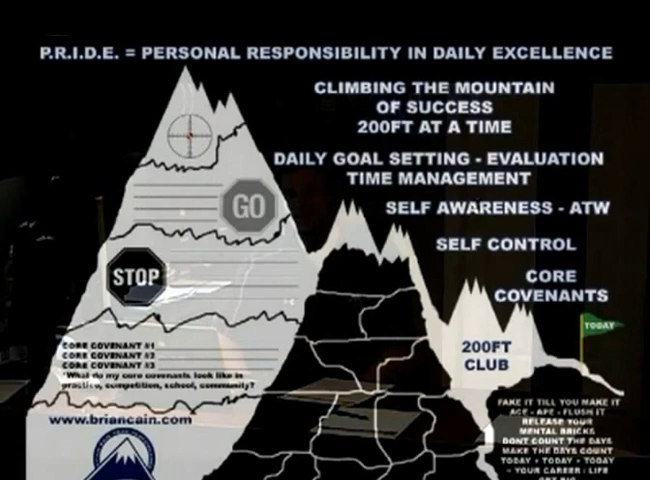 P.R.I.D.E. = PERSONAL RESPONSIBILITY IN DAILY EXCELLENCE
CLIMBING THE MOUNTAIN
OF SUCCESS
200FT AT A TIME
DAILY GOAL SETTING - EVALUATION
TIME MANAGEMENT
GO
SELF AWARENESS - ATW
SELF CONTROL
STOP
CORE
COVENANTS
TODAY
200FT
CLUB
CORE COVENANT #1
CORE COVENANT #2
CORE COVENANT #3
*What do my core covenants look like in
practice, competition, school, community?
www.briancain.com
FAKE IT TILL YOU MAKE IT
ACE - APE - FLUSH IT
RELEASE YOUR
MENTAL BRICKS
DONT COUNT THE DAYS
MAKE THE DAYS COUNT
TODAY + TODAY + TODAY
= YOUR CAREER / LIFE